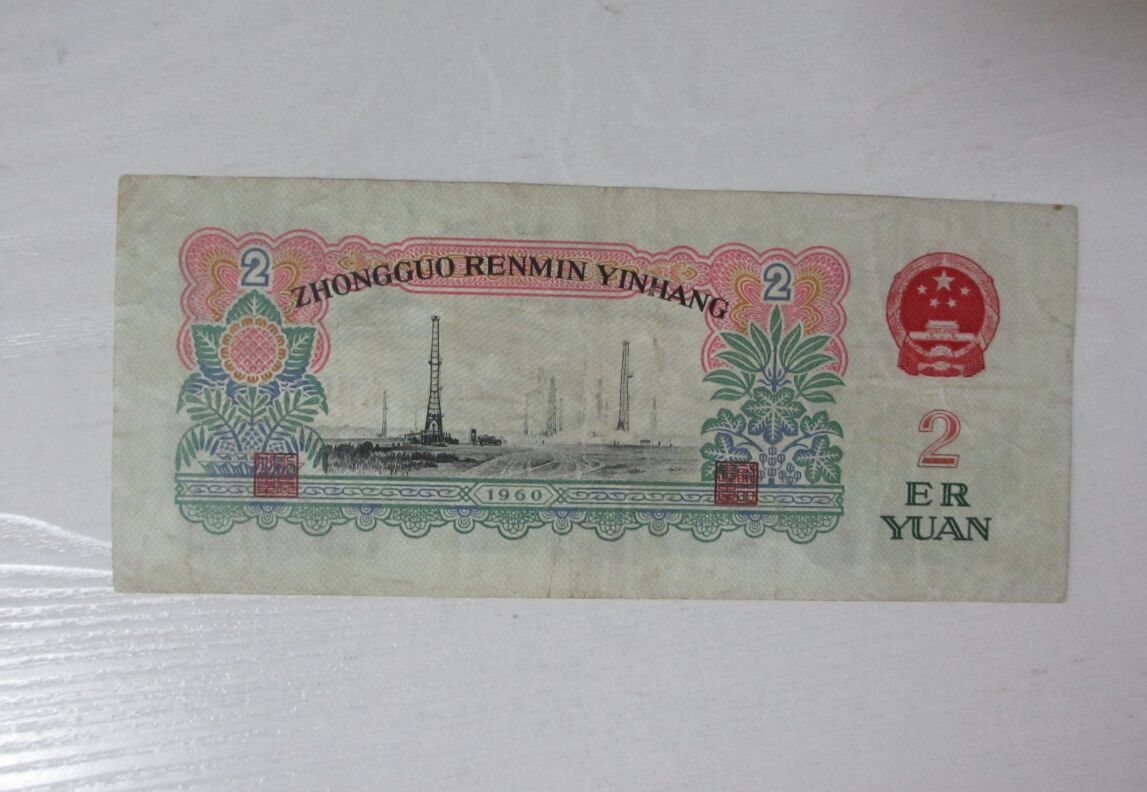 2
ZHONGGUO RENMIN YINHANG
2
1960
2
ER
YUAN